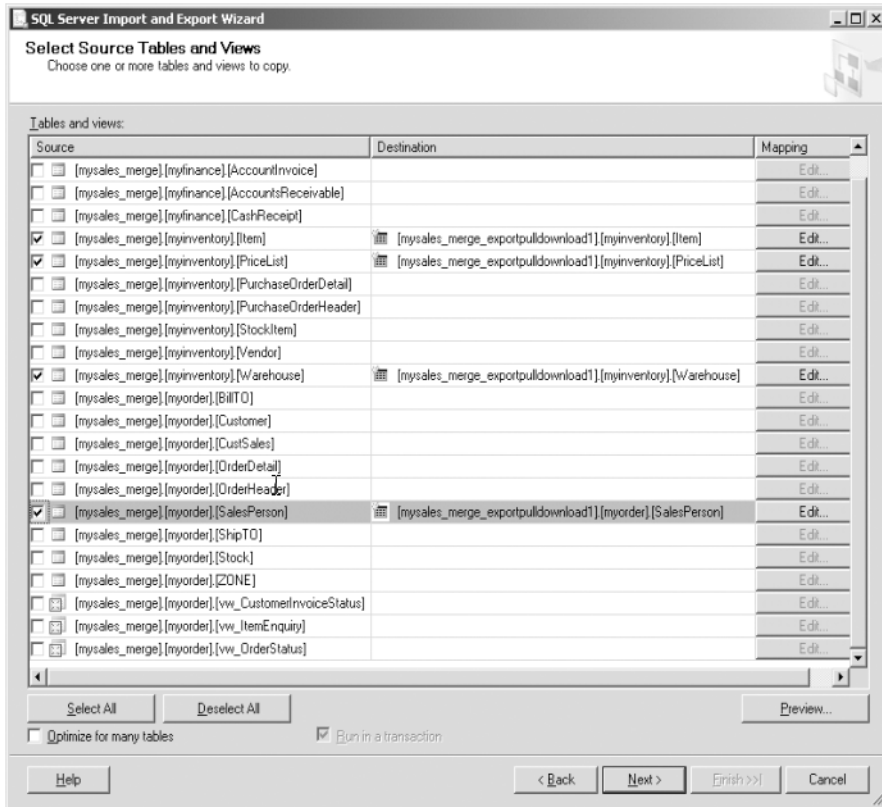 SQL Server Import and Export Wizard
Select Source Tables and Views
Choose one or more tables and views to copy.
Tables and views:
Source Destination Mapping
[mysales_merge].[myfinance].[AccountInvoice] Edit...
[mysales_merge].[myfinance].[AccountsReceivable] Edit...
[mysales_merge].[myfinance].[CashReceipt] Edit...
[mysales_merge].[myinventory].[Item] [mysales_merge_exportpulldownload1].[myinventory].[Item] Edit...
[mysales_merge].[myinventory].[PriceList] [mysales_merge_exportpulldownload1].[myinventory].[PriceList] Edit...
[mysales_merge].[myinventory].[PurchaseOrderDetail] Edit...
[mysales_merge].[myinventory].[PurchaseOrderHeader] Edit...
[mysales_merge].[myinventory].[StockItem] Edit...
[mysales_merge].[myinventory].[Vendor] Edit...
[mysales_merge].[myinventory].[Warehouse] [mysales_merge_exportpulldownload1].[myinventory].[Warehouse] Edit...
[mysales_merge].[myorder].[BillTO] Edit...
[mysales_merge].[myorder].[Customer] Edit...
[mysales_merge].[myorder].[CustSales] Edit...
[mysales_merge].[myorder].[OrderDetail] Edit...
[mysales_merge].[myorder].[OrderHeader] Edit...
[mysales_merge].[myorder].[SalesPerson] [mysales_merge_exportpulldownload1].[myorder].[SalesPerson] Edit...
[mysales_merge].[myorder].[ShipTO] Edit...
[mysales_merge].[myorder].[Stock] Edit...
[mysales_merge].[myorder].[ZONE] Edit...
[mysales_merge].[myorder].[vw_CustomerInvoiceStatus] Edit...
[mysales_merge].[myorder].[vw_ItemEnquiry] Edit...
[mysales_merge].[myorder].[vw_OrderStatus] Edit...
Select All Deselect All Preview...
Optimize for many tables Run in a transaction
Help < Back Next > Finish >>| Cancel